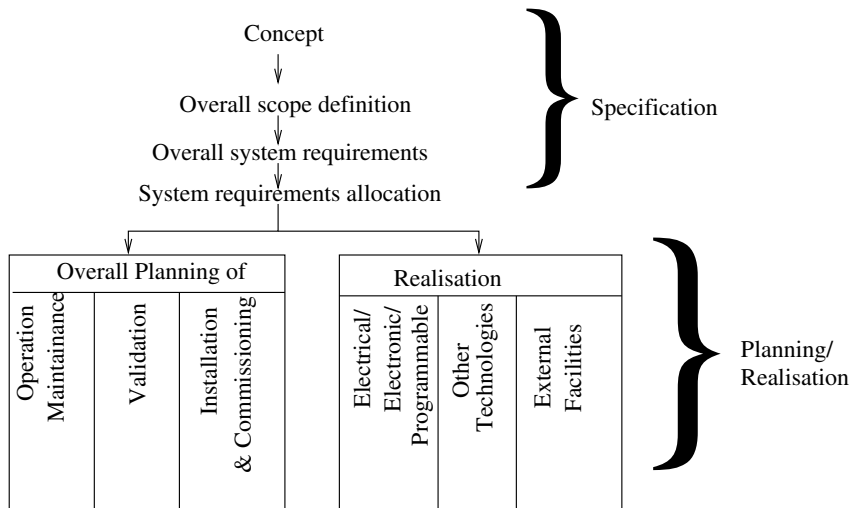 Concept
Overall scope definition
Specification
Overall system requirements
System requirements allocation
Overall Planning of
Operation
Maintainance
Validation
Installation
& Commissioning
Realisation
Electrical/
Electronic/
Programmable
Other
Technologies
External
Facilities
Planning/
Realisation